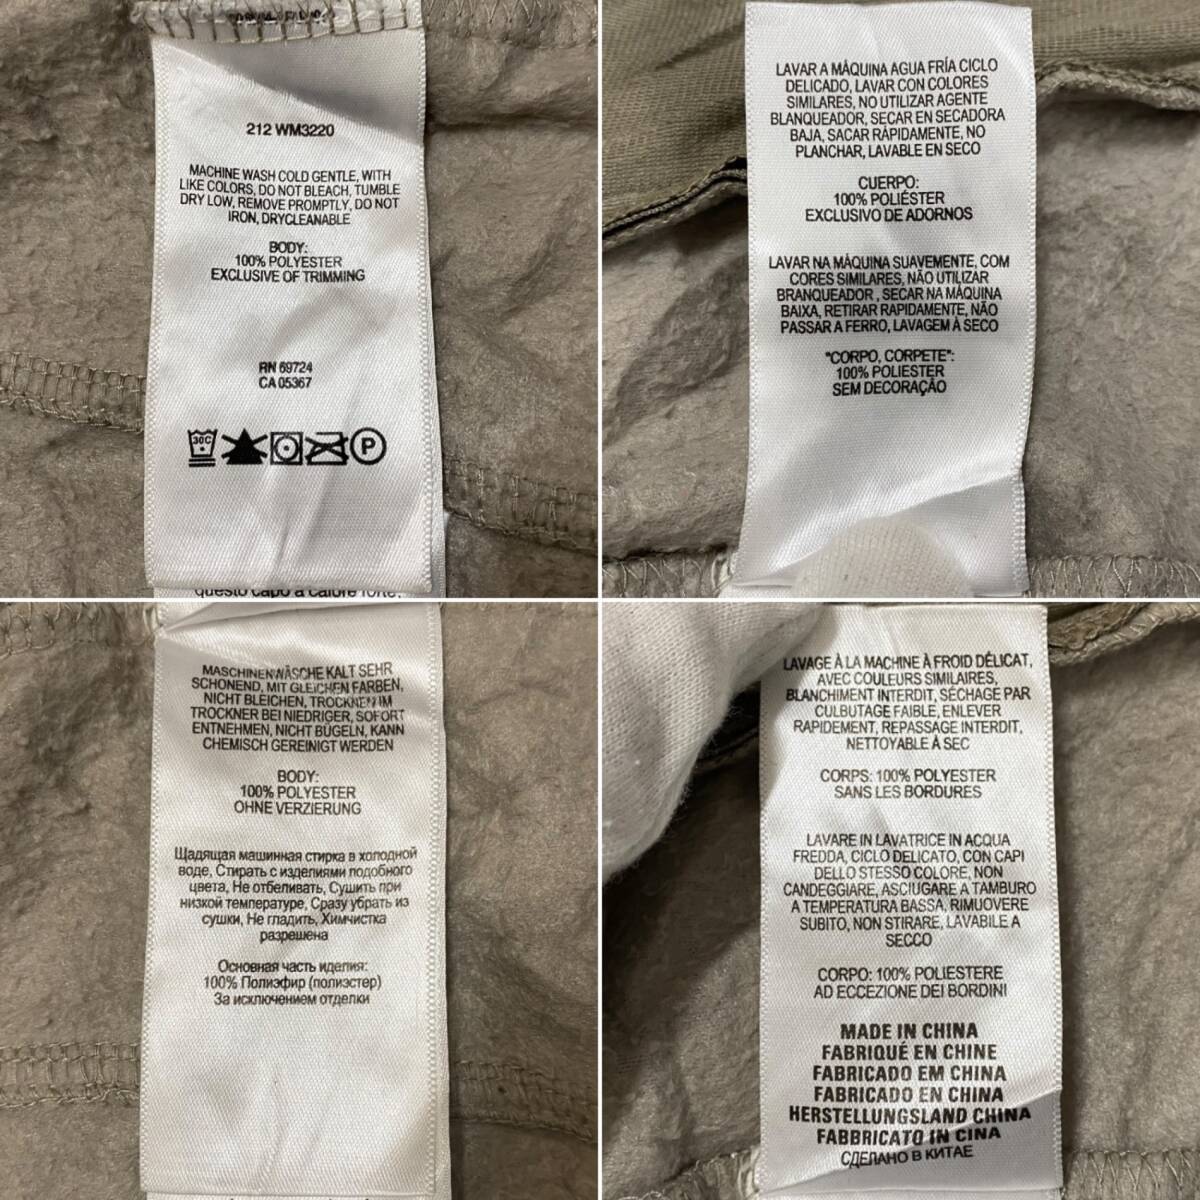 212 WM3220
MACHINE WASH COLD GENTLE, WITH
LIKE COLORS, DO NOT BLEACH, TUMBLE
DRY LOW, REMOVE PROMPTLY, DO NOT
IRON, DRYCLEANABLE
BODY:
100% POLYESTER
EXCLUSIVE OF TRIMMING
RN 69724
CA 05367
30C
P
questo capo a calore forte.
LAVAR A MÁQUINA AGUA FRÍA CICLO
DELICADO, LAVAR CON COLORES
SIMILARES, NO UTILIZAR AGENTE
BLANQUEADOR, SECAR EN SECADORA
BAJA, SACAR RÁPIDAMENTE, NO
PLANCHAR, LAVABLE EN SECO
CUERPO:
100% POLIÉSTER
EXCLUSIVO DE ADORNOS
LAVAR NA MÁQUINA SUAVEMENTE, COM
CORES SIMILARES, NÃO UTILIZAR
BRANQUEADOR , SECAR NA MÁQUINA
BAIXA, RETIRAR RAPIDAMENTE, NÃO
PASSAR A FERRO, LAVAGEM À SECO
"CORPO, CORPETE":
100% POLIESTER
SEM DECORAÇÃO
MASCHINENWÄSCHE KALT SEHR
SCHONEND, MIT GLEICHEN FARBEN,
NICHT BLEICHEN, TROCKNEN IM
TROCKNER BEI NIEDRIGER, SOFORT
ENTNEHMEN, NICHT BÜGELN, KANN
CHEMISCH GEREINIGT WERDEN
BODY:
100% POLYESTER
OHNE VERZIERUNG
Щадящая машинная стирка в холодной
воде, Стирать с изделиями подобного
цвета, Не отбеливать, Сушить при
низкой температуре, Сразу убрать из
сушки, Не гладить, Химчистка
разрешена
Основная часть изделия:
100% Полиэфир (полиэстер)
За исключением отделки
LAVAGE À LA MACHINE À FROID DÉLICAT,
AVEC COULEURS SIMILAIRES,
BLANCHIMENT INTERDIT, SÉCHAGE PAR
CULBUTAGE FAIBLE, ENLEVER
RAPIDEMENT, REPASSAGE INTERDIT,
NETTOYABLE À SEC
CORPS: 100% POLYESTER
SANS LES BORDURES
LAVARE IN LAVATRICE IN ACQUA
FREDDA, CICLO DELICATO, CON CAPI
DELLO STESSO COLORE, NON
CANDEGGIARE, ASCIUGARE A TAMBURO
A TEMPERATURA BASSA, RIMUOVERE
SUBITO, NON STIRARE, LAVABILE A
SECCO
CORPO: 100% POLIESTERE
AD ECCEZIONE DEI BORDINI
MADE IN CHINA
FABRIQUÉ EN CHINE
FABRICADO EM CHINA
FABRICADO EN CHINA
HERSTELLUNGSLAND CHINA
FABBRICATO IN CINA
СДЕЛАНО В КИТАЕ